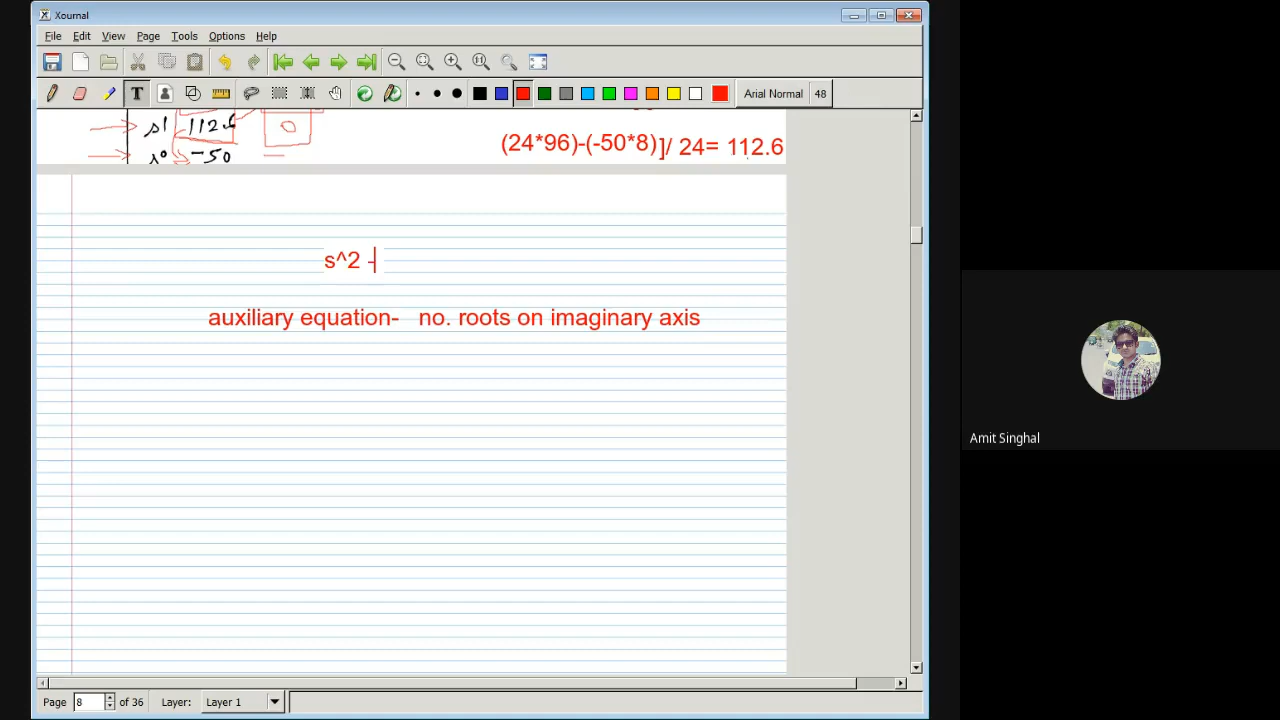 Xournal
File Edit View Page Tools Options Help
T Arial Normal 48
s1 112.6 0
s0 -50
(24*96)-(-50*8)]/ 24= 112.6
s^2 -
auxiliary equation- no. roots on imaginary axis
Amit Singhal
Page 8 of 36 Layer: Layer 1